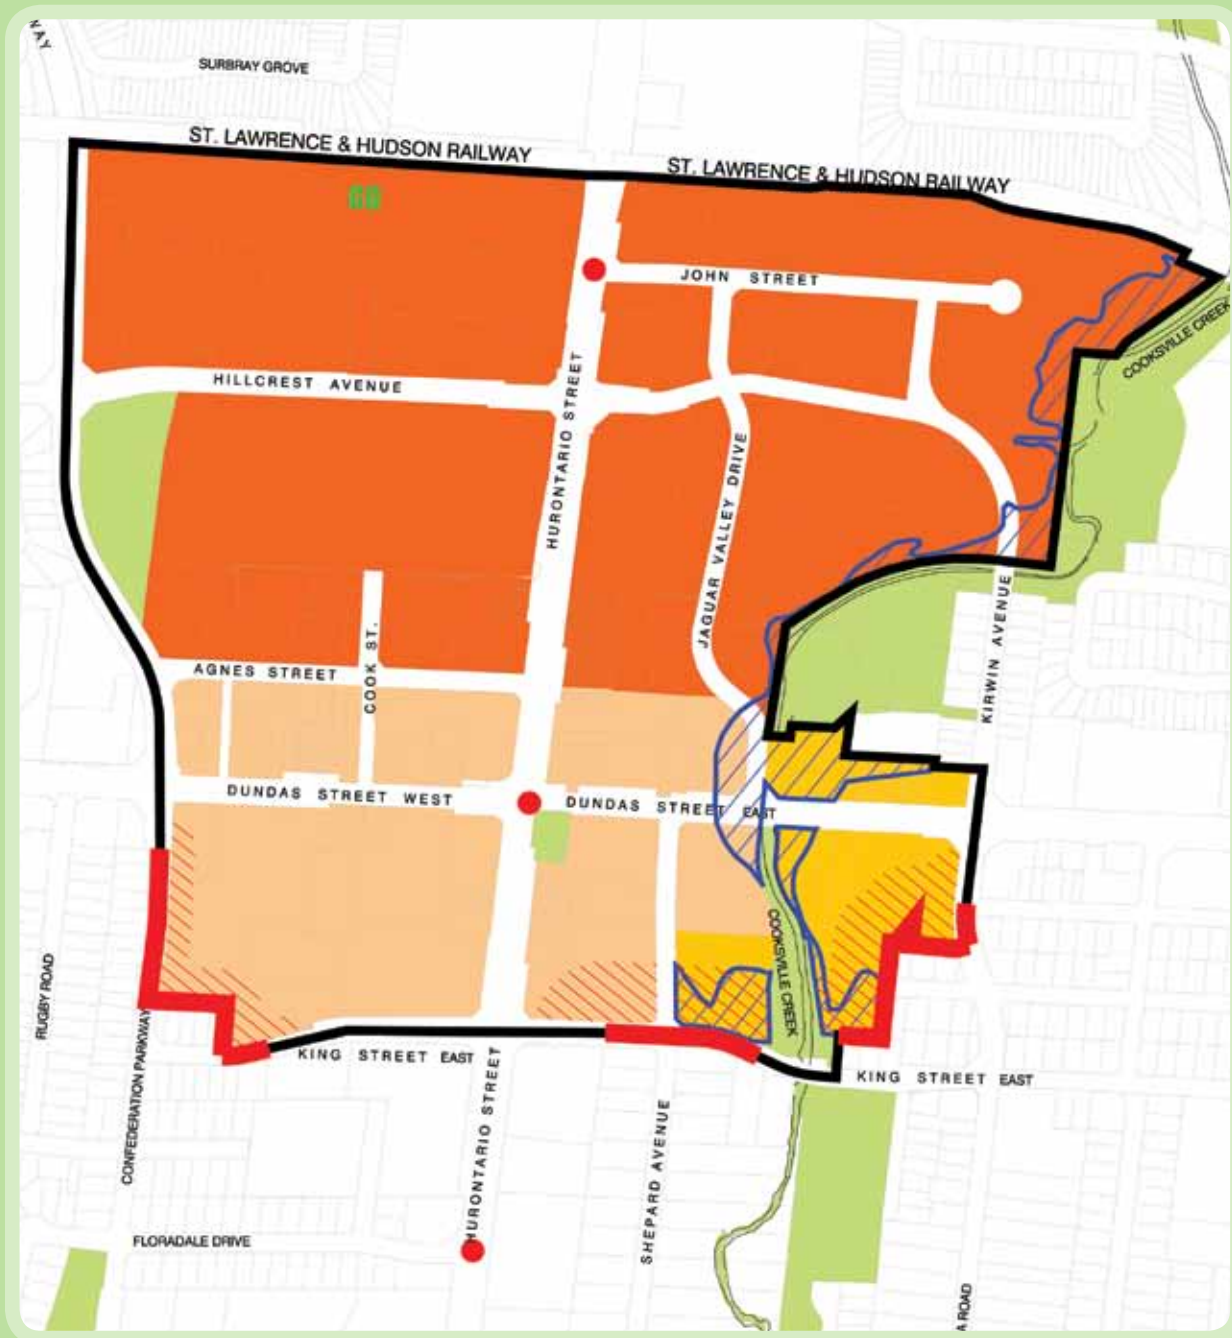 WAY
SURBRAY GROVE
ST. LAWRENCE & HUDSON RAILWAY
ST. LAWRENCE & HUDSON RAILWAY
JOHN STREET
COOKSVILLE CREEK
HILLCREST AVENUE
HURONTARIO STREET
JAGUAR VALLEY DRIVE
KIRWIN AVENUE
AGNES STREET
COOK ST.
DUNDAS STREET WEST
DUNDAS STREET EAST
COOKSVILLE CREEK
RUGBY ROAD
CONFEDERATION PARKWAY
KING STREET EAST
KING STREET EAST
HURONTARIO STREET
SHEPARD AVENUE
FLORADALE DRIVE
A ROAD